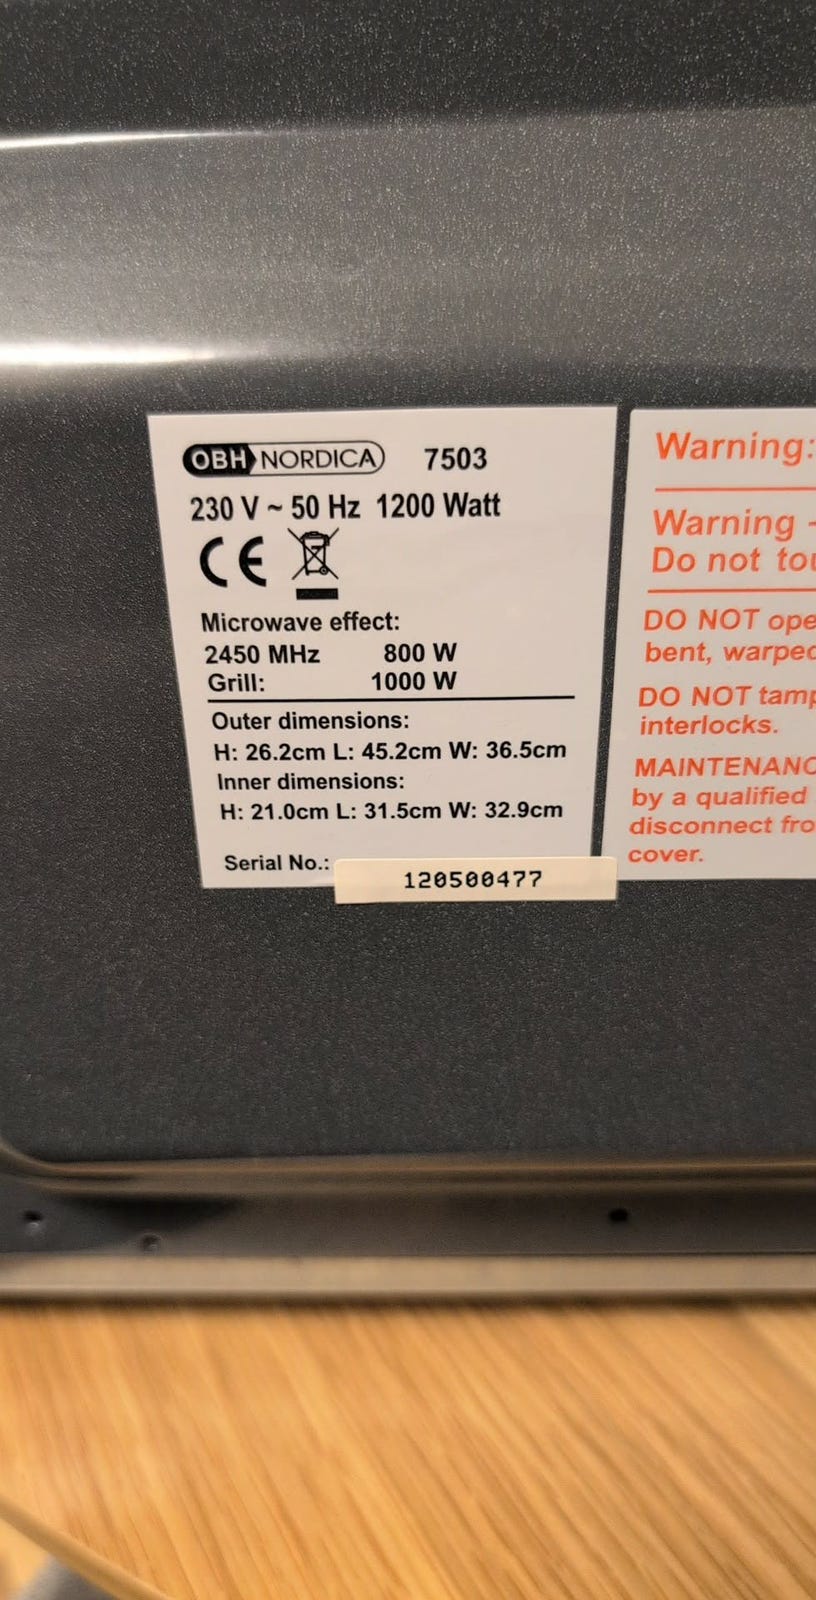 OBH NORDICA 7503
230 V ~ 50 Hz 1200 Watt
CE
Microwave effect:
2450 MHz 800 W
Grill: 1000 W
Outer dimensions:
H: 26.2cm L: 45.2cm W: 36.5cm
Inner dimensions:
H: 21.0cm L: 31.5cm W: 32.9cm
Serial No.: 120500477
Warning:
Warning -
Do not
DO NOT
bent,
DO NOT
interlocks.
by a qualified
disconnect
cover.